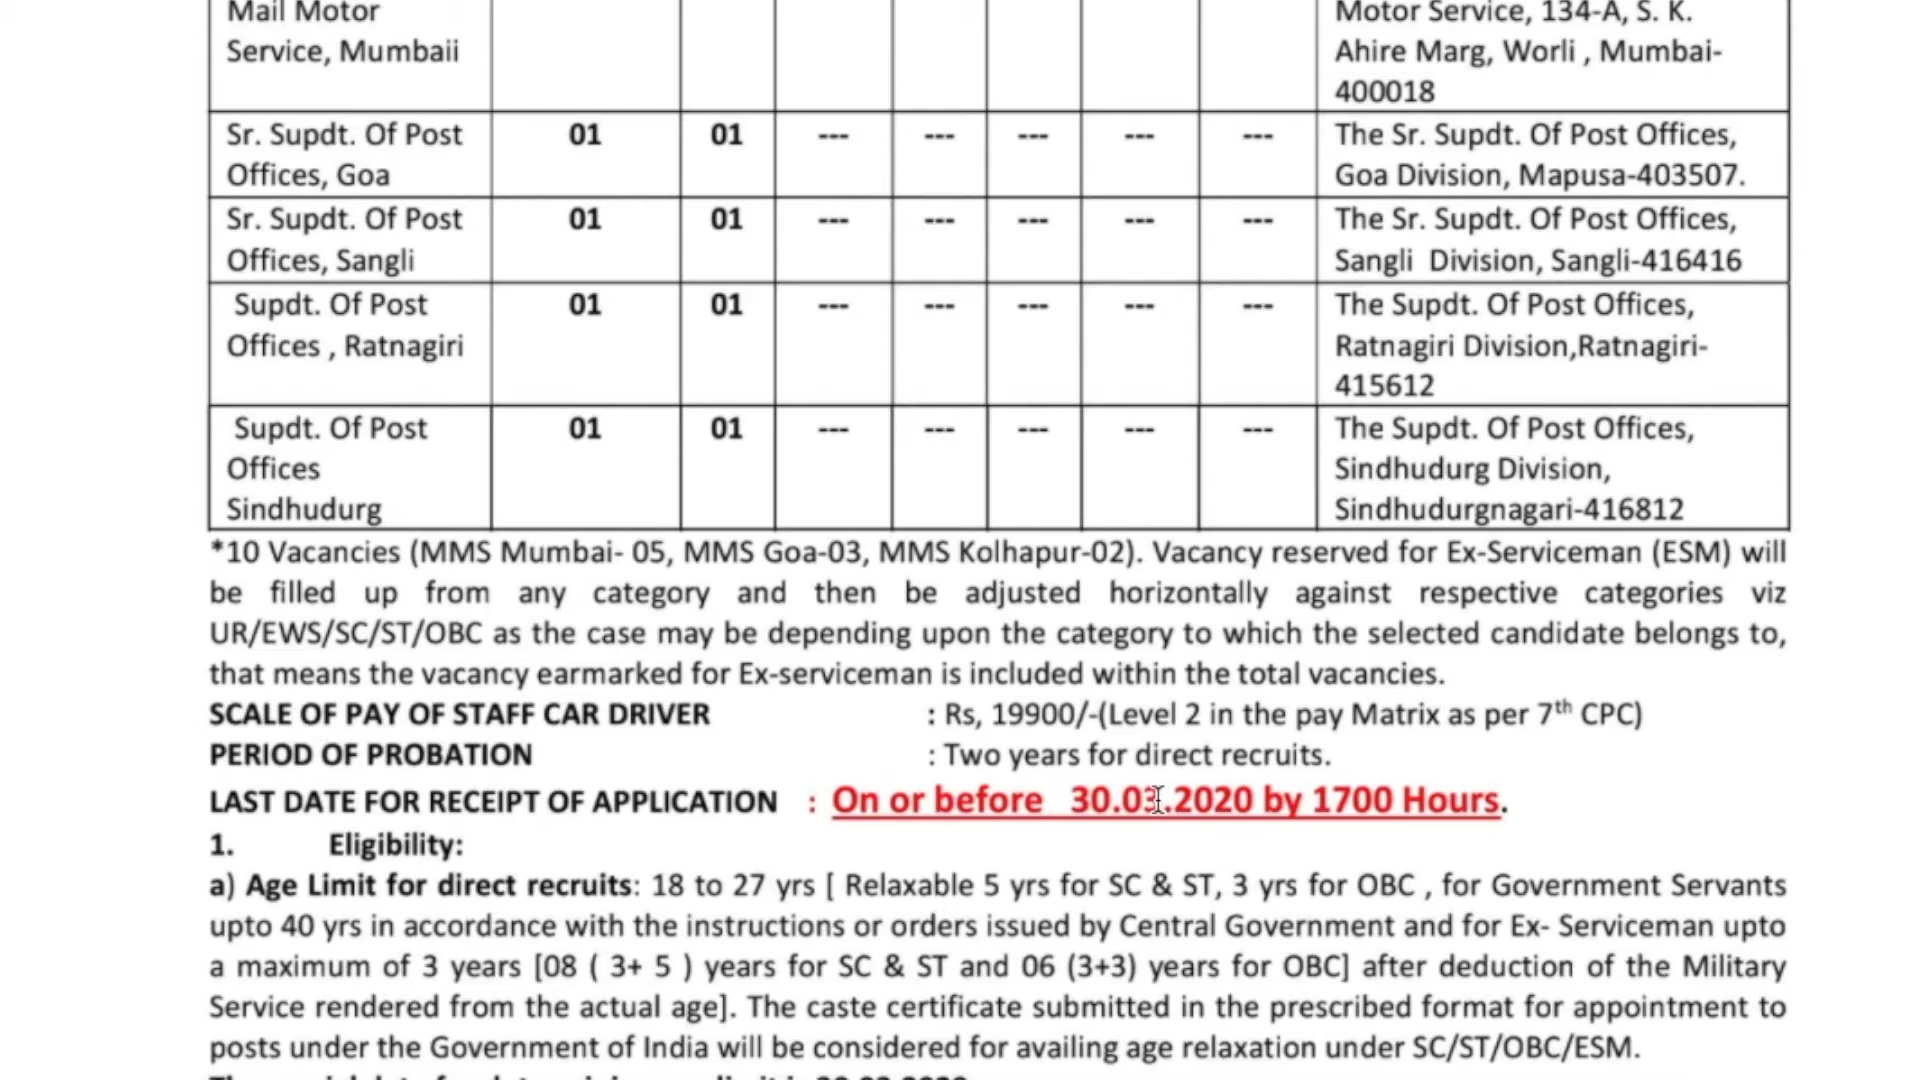 Mail Motor
Service, Mumbaii
Motor Service, 134-A, S. K.
Ahire Marg, Worli , Mumbai-
400018
Sr. Supdt. Of Post
Offices, Goa
01 01 --- --- --- --- ---
The Sr. Supdt. Of Post Offices,
Goa Division, Mapusa-403507.
Sr. Supdt. Of Post
Offices, Sangli
01 01 --- --- --- --- ---
The Sr. Supdt. Of Post Offices,
Sangli Division, Sangli-416416
Supdt. Of Post
Offices , Ratnagiri
01 01 --- --- --- --- ---
The Supdt. Of Post Offices,
Ratnagiri Division,Ratnagiri-
415612
Supdt. Of Post
Offices
Sindhudurg
01 01 --- --- --- --- ---
The Supdt. Of Post Offices,
Sindhudurg Division,
Sindhudurgnagari-416812
*10 Vacancies (MMS Mumbai- 05, MMS Goa-03, MMS Kolhapur-02). Vacancy reserved for Ex-Serviceman (ESM) will
be filled up from any category and then be adjusted horizontally against respective categories viz
UR/EWS/SC/ST/OBC as the case may be depending upon the category to which the selected candidate belongs to,
that means the vacancy earmarked for Ex-serviceman is included within the total vacancies.
SCALE OF PAY OF STAFF CAR DRIVER : Rs, 19900/-(Level 2 in the pay Matrix as per 7th CPC)
PERIOD OF PROBATION : Two years for direct recruits.
LAST DATE FOR RECEIPT OF APPLICATION : On or before 30.03.2020 by 1700 Hours.
1. Eligibility:
a) Age Limit for direct recruits: 18 to 27 yrs [ Relaxable 5 yrs for SC & ST, 3 yrs for OBC , for Government Servants
upto 40 yrs in accordance with the instructions or orders issued by Central Government and for Ex- Serviceman upto
a maximum of 3 years [08 ( 3+ 5 ) years for SC & ST and 06 (3+3) years for OBC] after deduction of the Military
Service rendered from the actual age]. The caste certificate submitted in the prescribed format for appointment to
posts under the Government of India will be considered for availing age relaxation under SC/ST/OBC/ESM.